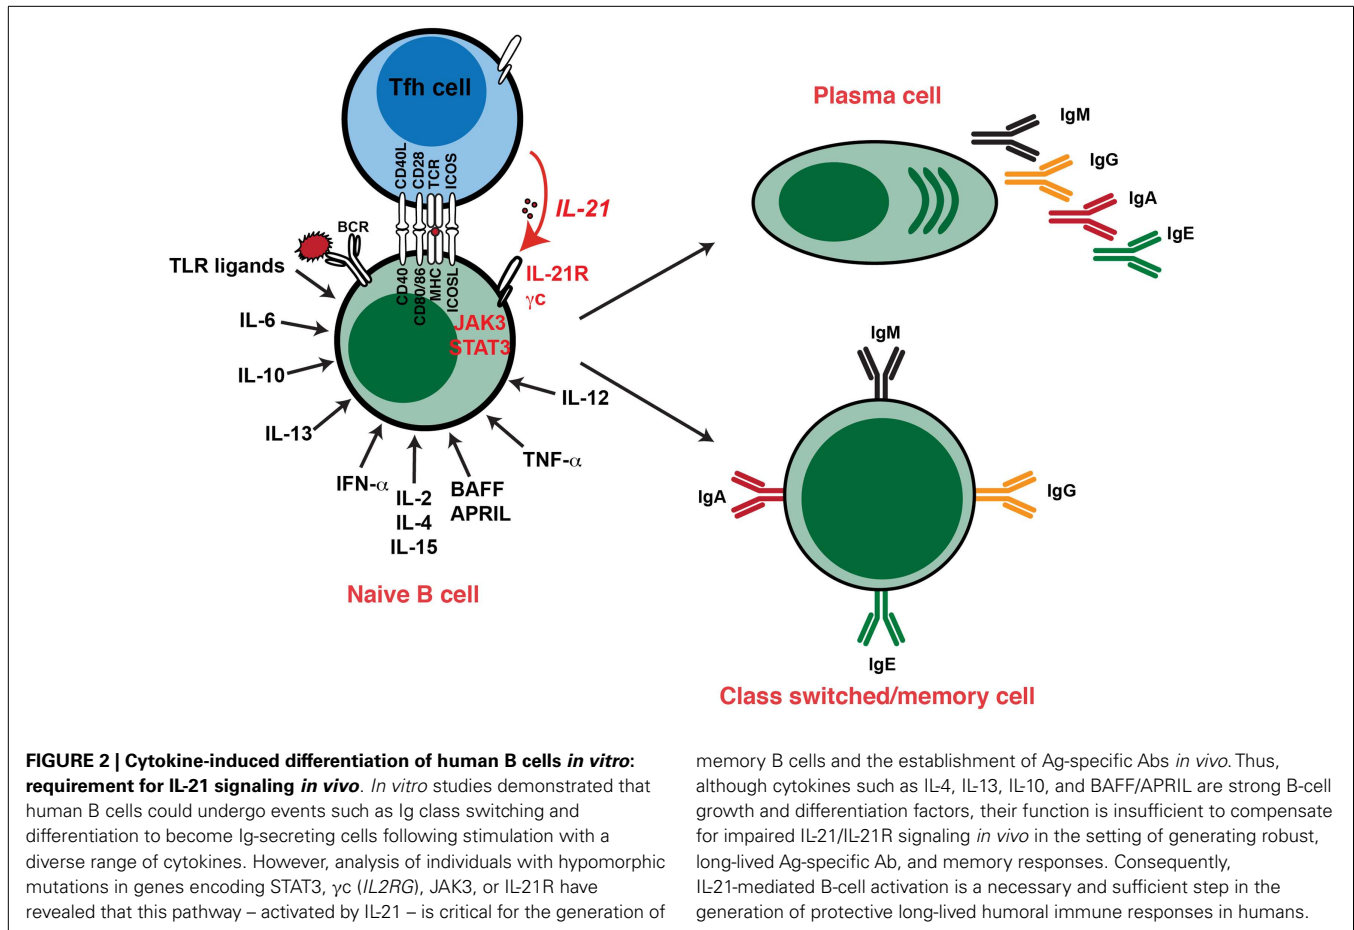 Tfh cell
CD40L
CD28
TCR
ICOS
IL-21
BCR
TLR ligands
CD40
CD80/86
MHC
ICOSL
IL-21R
γc
JAK3
STAT3
IL-6
IL-10
IL-13
IFN-α
IL-2
IL-4
IL-15
BAFF
APRIL
TNF-α
IL-12
Naive B cell
Plasma cell
IgM
IgG
IgA
IgE
IgM
IgA
IgG
IgE
Class switched/memory cell
FIGURE 2 | Cytokine-induced differentiation of human B cells in vitro:
requirement for IL-21 signaling in vivo. In vitro studies demonstrated that
human B cells could undergo events such as Ig class switching and
differentiation to become Ig-secreting cells following stimulation with a
diverse range of cytokines. However, analysis of individuals with hypomorphic
mutations in genes encoding STAT3, γc (IL2RG), JAK3, or IL-21R have
revealed that this pathway – activated by IL-21 – is critical for the generation of
memory B cells and the establishment of Ag-specific Abs in vivo. Thus,
although cytokines such as IL-4, IL-13, IL-10, and BAFF/APRIL are strong B-cell
growth and differentiation factors, their function is insufficient to compensate
for impaired IL-21/IL-21R signaling in vivo in the setting of generating robust,
long-lived Ag-specific Ab, and memory responses. Consequently,
IL-21-mediated B-cell activation is a necessary and sufficient step in the
generation of protective long-lived humoral immune responses in humans.